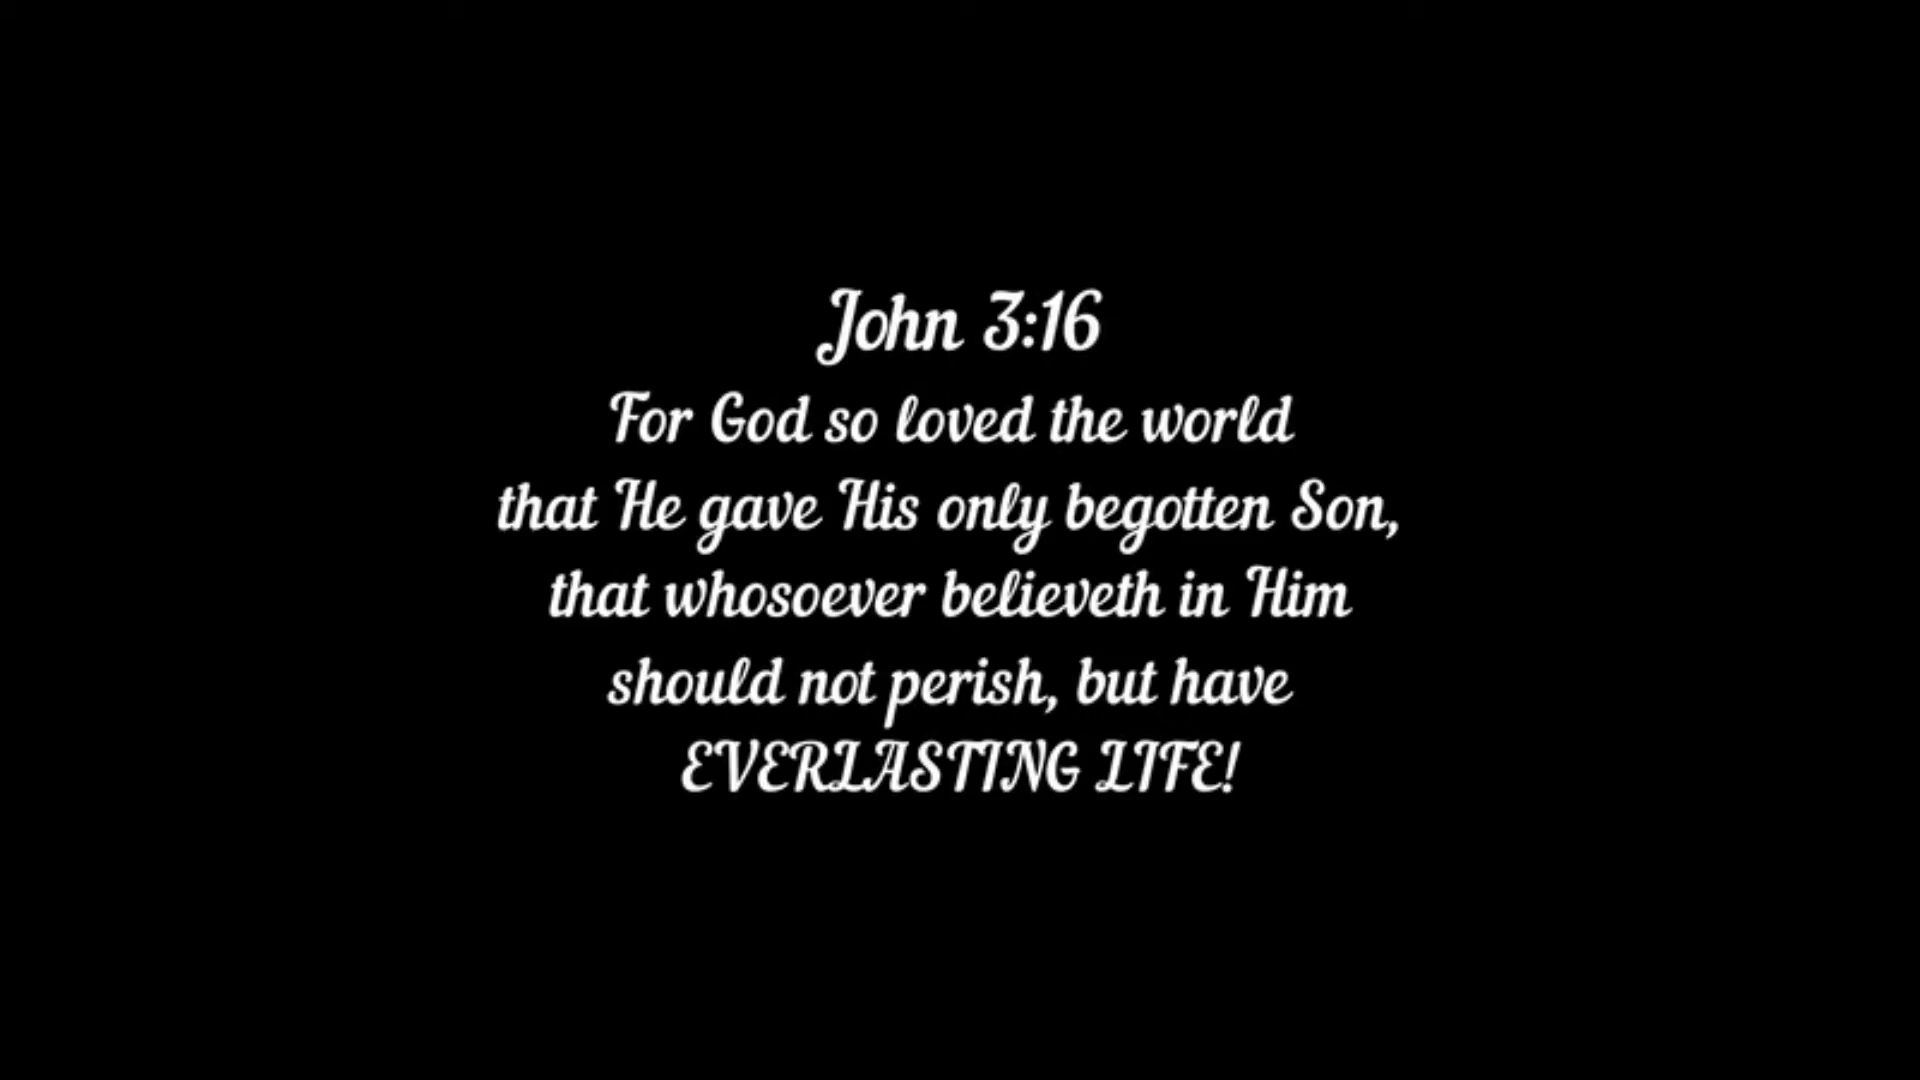 John 3:16
For God so loved the world
that He gave His only begotten Son,
that whosoever believeth in Him
should not perish, but have
EVERLASTING LIFE!